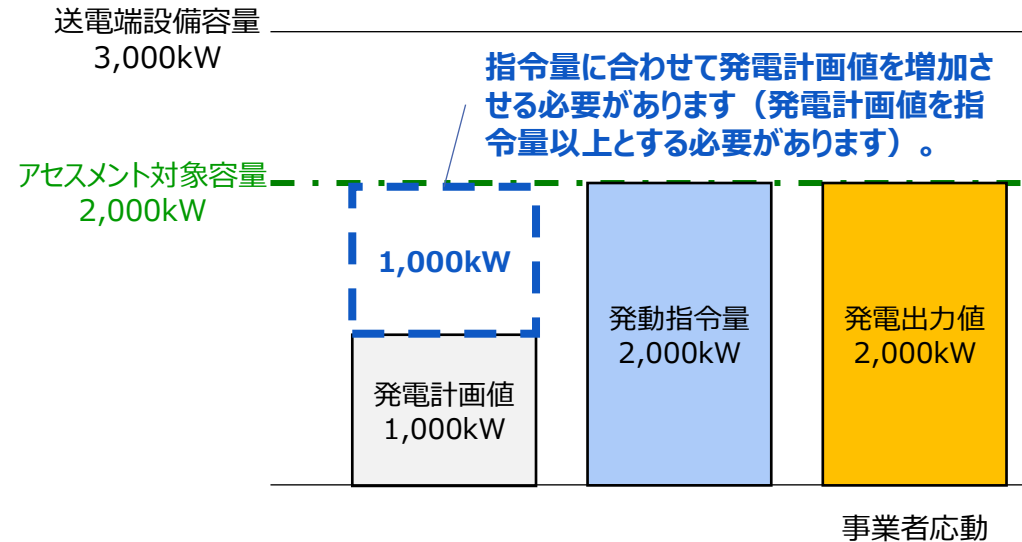 送電端設備容量
3,000kW
指令量に合わせて発電計画値を増加さ
せる必要があります（発電計画値を指
令量以上とする必要があります）。
アセスメント対象容量
2,000kW
1,000kW
発電計画値
1,000kW
発動指令量
2,000kW
発電出力値
2,000kW
事業者応動